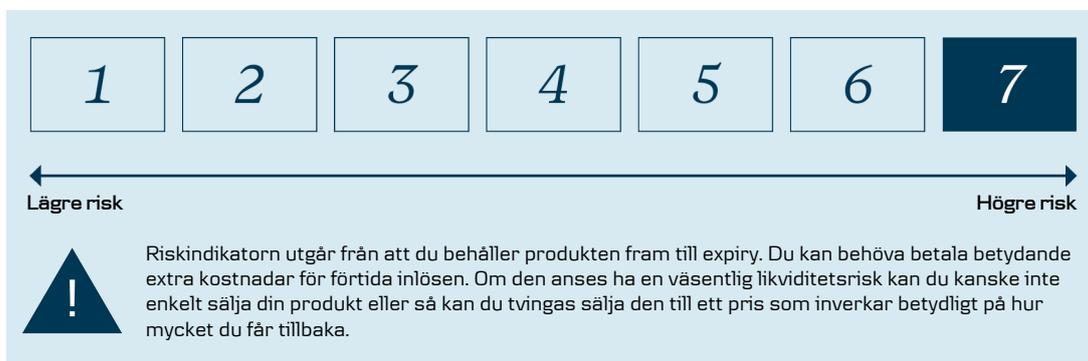 1 2 3 4 5 6 7
Lägre risk Högre risk
Riskindikatorn utgår från att du behåller produkten fram till expiry. Du kan behöva betala betydande
extra kostnadar för förtida inlösen. Om den anses ha en väsentlig likviditetsrisk kan du kanske inte
enkelt sälja din produkt eller så kan du tvingas sälja den till ett pris som inverkar betydligt på hur
mycket du får tillbaka.
!